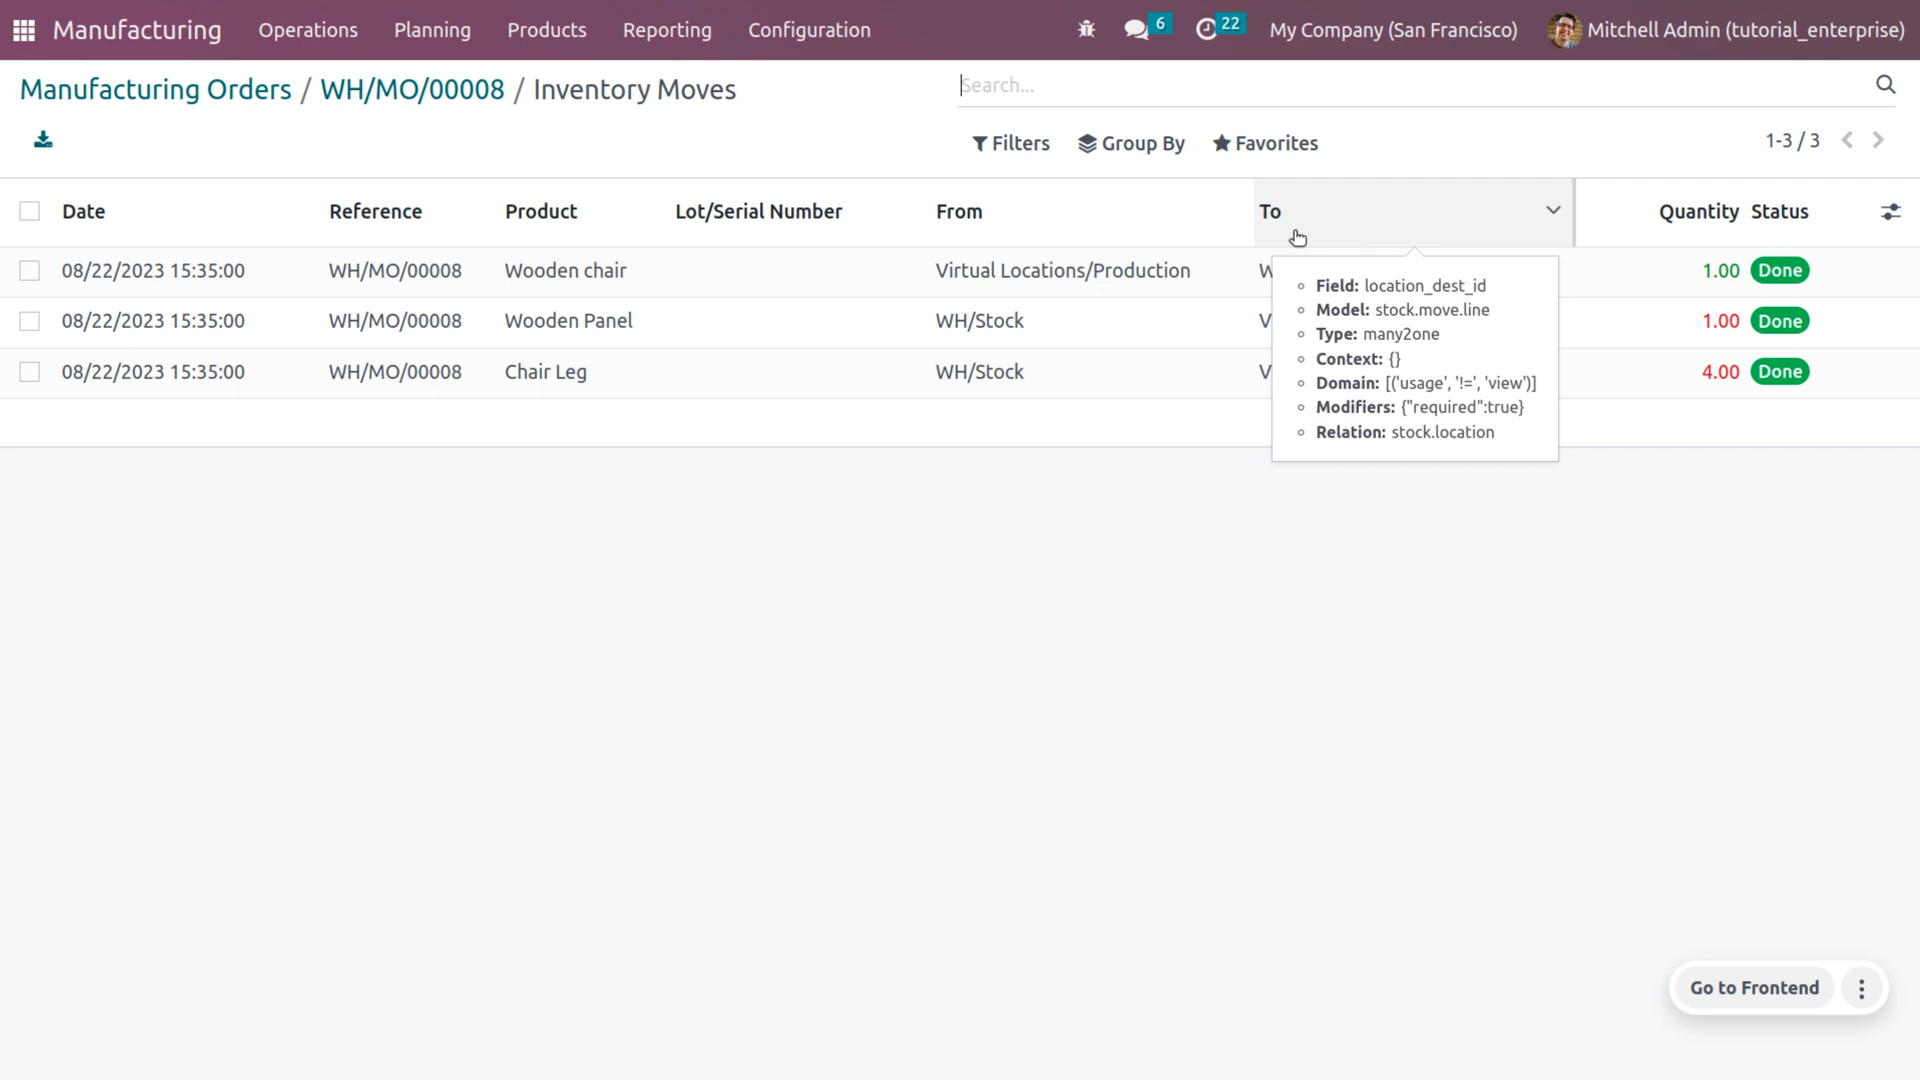 Manufacturing Operations Planning Products Reporting Configuration 6 22 My Company (San Francisco) Mitchell Admin (tutorial_enterprise)
Manufacturing Orders / WH/MO/00008 / Inventory Moves
Search...
Filters Group By Favorites 1-3 / 3
Date Reference Product Lot/Serial Number From To Quantity Status
08/22/2023 15:35:00 WH/MO/00008 Wooden chair Virtual Locations/Production W 1.00 Done
08/22/2023 15:35:00 WH/MO/00008 Wooden Panel WH/Stock V 1.00 Done
08/22/2023 15:35:00 WH/MO/00008 Chair Leg WH/Stock V 4.00 Done
Field: location_dest_id
Model: stock.move.line
Type: many2one
Context: {}
Domain: [('usage', '!=', 'view')]
Modifiers: {"required":true}
Relation: stock.location
Go to Frontend